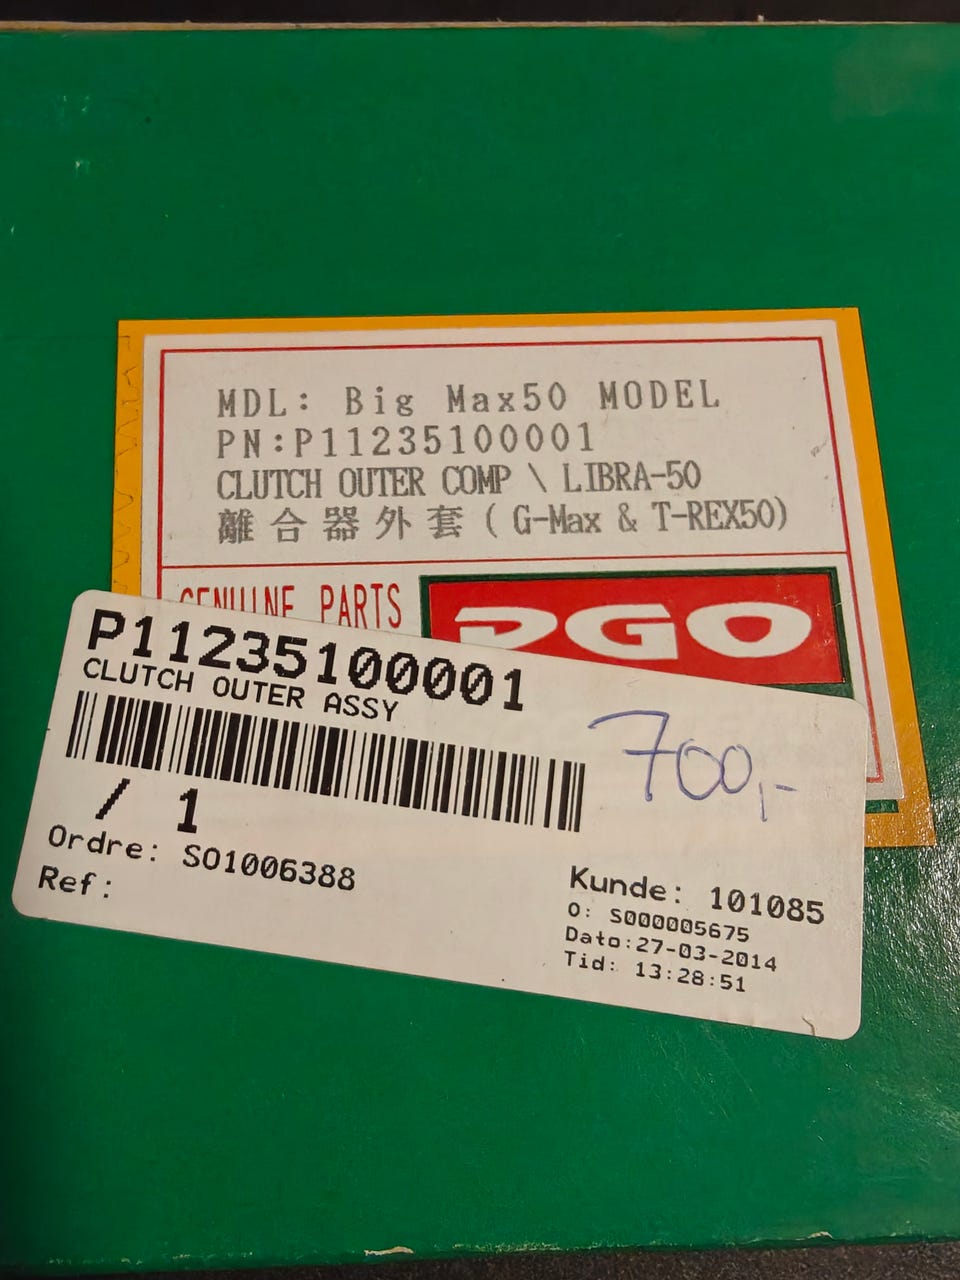 MDL: Big Max50 MODEL
PN:P11235100001
CLUTCH OUTER COMP \ LIBRA-50
離合器外套 ( G-Max & T-REX50)
GENUINE PARTS
PGO
P11235100001
CLUTCH OUTER ASSY
700,-
/ 1
Ordre: SO1006388
Ref:
Kunde: 101085
O: S000005675
Dato:27-03-2014
Tid: 13:28:51